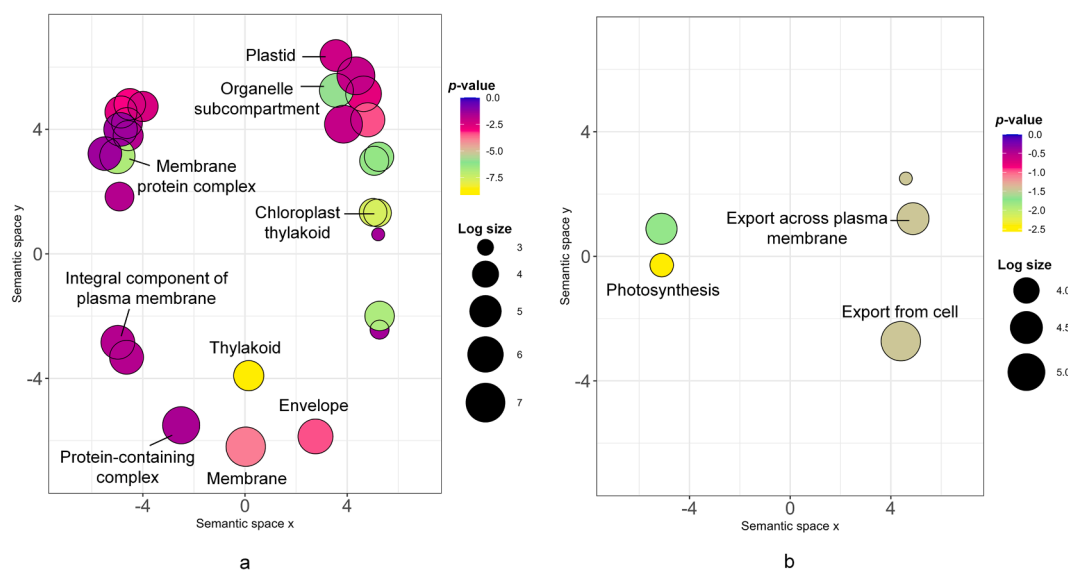 Plastid
Organelle
subcompartment
Membrane
protein complex
Chloroplast
thylakoid
Integral component of
plasma membrane
Thylakoid
Envelope
Protein-containing
complex
Membrane
4
0
-4
-4
0
4
Semantic space y
Semantic space x
p-value
0.0
-2.5
-5.0
-7.5
Log size
3
4
5
6
7
a
Export across plasma
membrane
Photosynthesis
Export from cell
4
0
-4
-4
0
4
Semantic space y
Semantic space x
p-value
0.0
-0.5
-1.0
-1.5
-2.0
-2.5
Log size
4.0
4.5
5.0
b